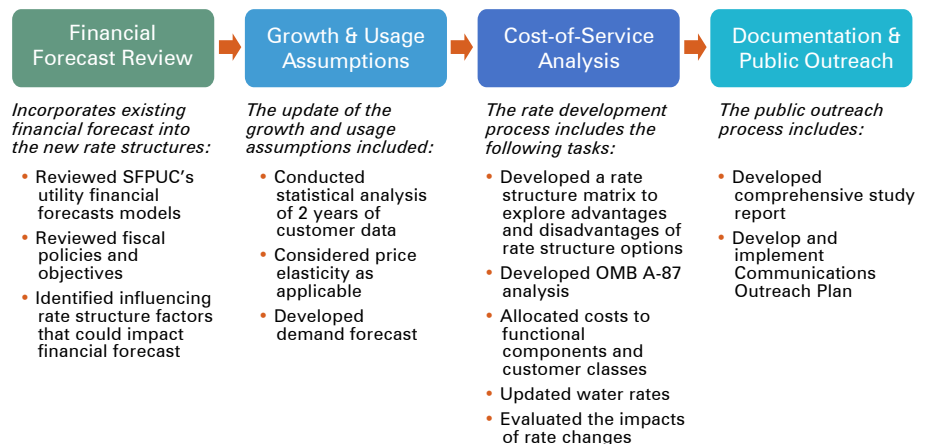 Financial
Forecast Review
Growth & Usage
Assumptions
Cost-of-Service
Analysis
Documentation &
Public Outreach
Incorporates existing
financial forecast into
the new rate structures:
• Reviewed SFPUC's
utility financial
forecasts models
• Reviewed fiscal
policies and
objectives
• Identified influencing
rate structure factors
that could impact
financial forecast
The update of the
growth and usage
assumptions included:
• Conducted
statistical analysis
of 2 years of
customer data
• Considered price
elasticity as
applicable
• Developed
demand forecast
The rate development
process includes the
following tasks:
• Developed a rate
structure matrix to
explore advantages
and disadvantages of
rate structure options
• Developed OMB A-87
analysis
• Allocated costs to
functional
components and
customer classes
• Updated water rates
• Evaluated the impacts
of rate changes
The public outreach
process includes:
• Developed
comprehensive study
report
• Develop and
implement
Communications
Outreach Plan